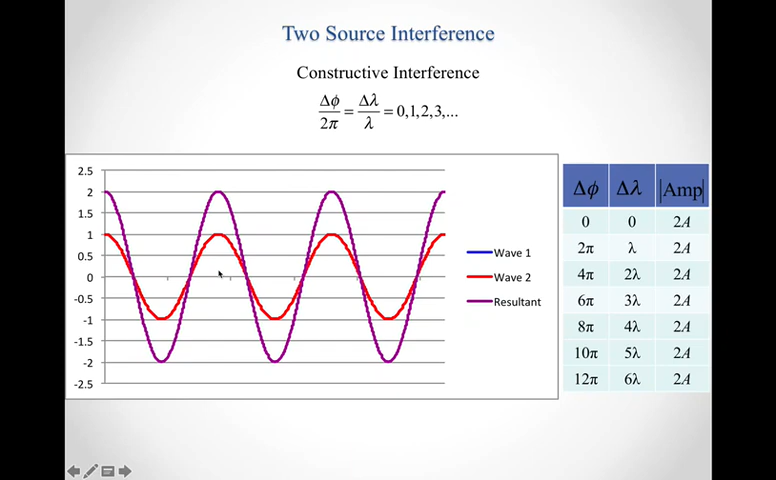 Two Source Interference
Constructive Interference
Δϕ/2π = Δλ/λ = 0,1,2,3,...
2.5
2
1.5
1
0.5
0
-0.5
-1
-1.5
-2
-2.5
Wave 1
Wave 2
Resultant
Δϕ Δλ |Amp|
0 0 2A
2π λ 2A
4π 2λ 2A
6π 3λ 2A
8π 4λ 2A
10π 5λ 2A
12π 6λ 2A